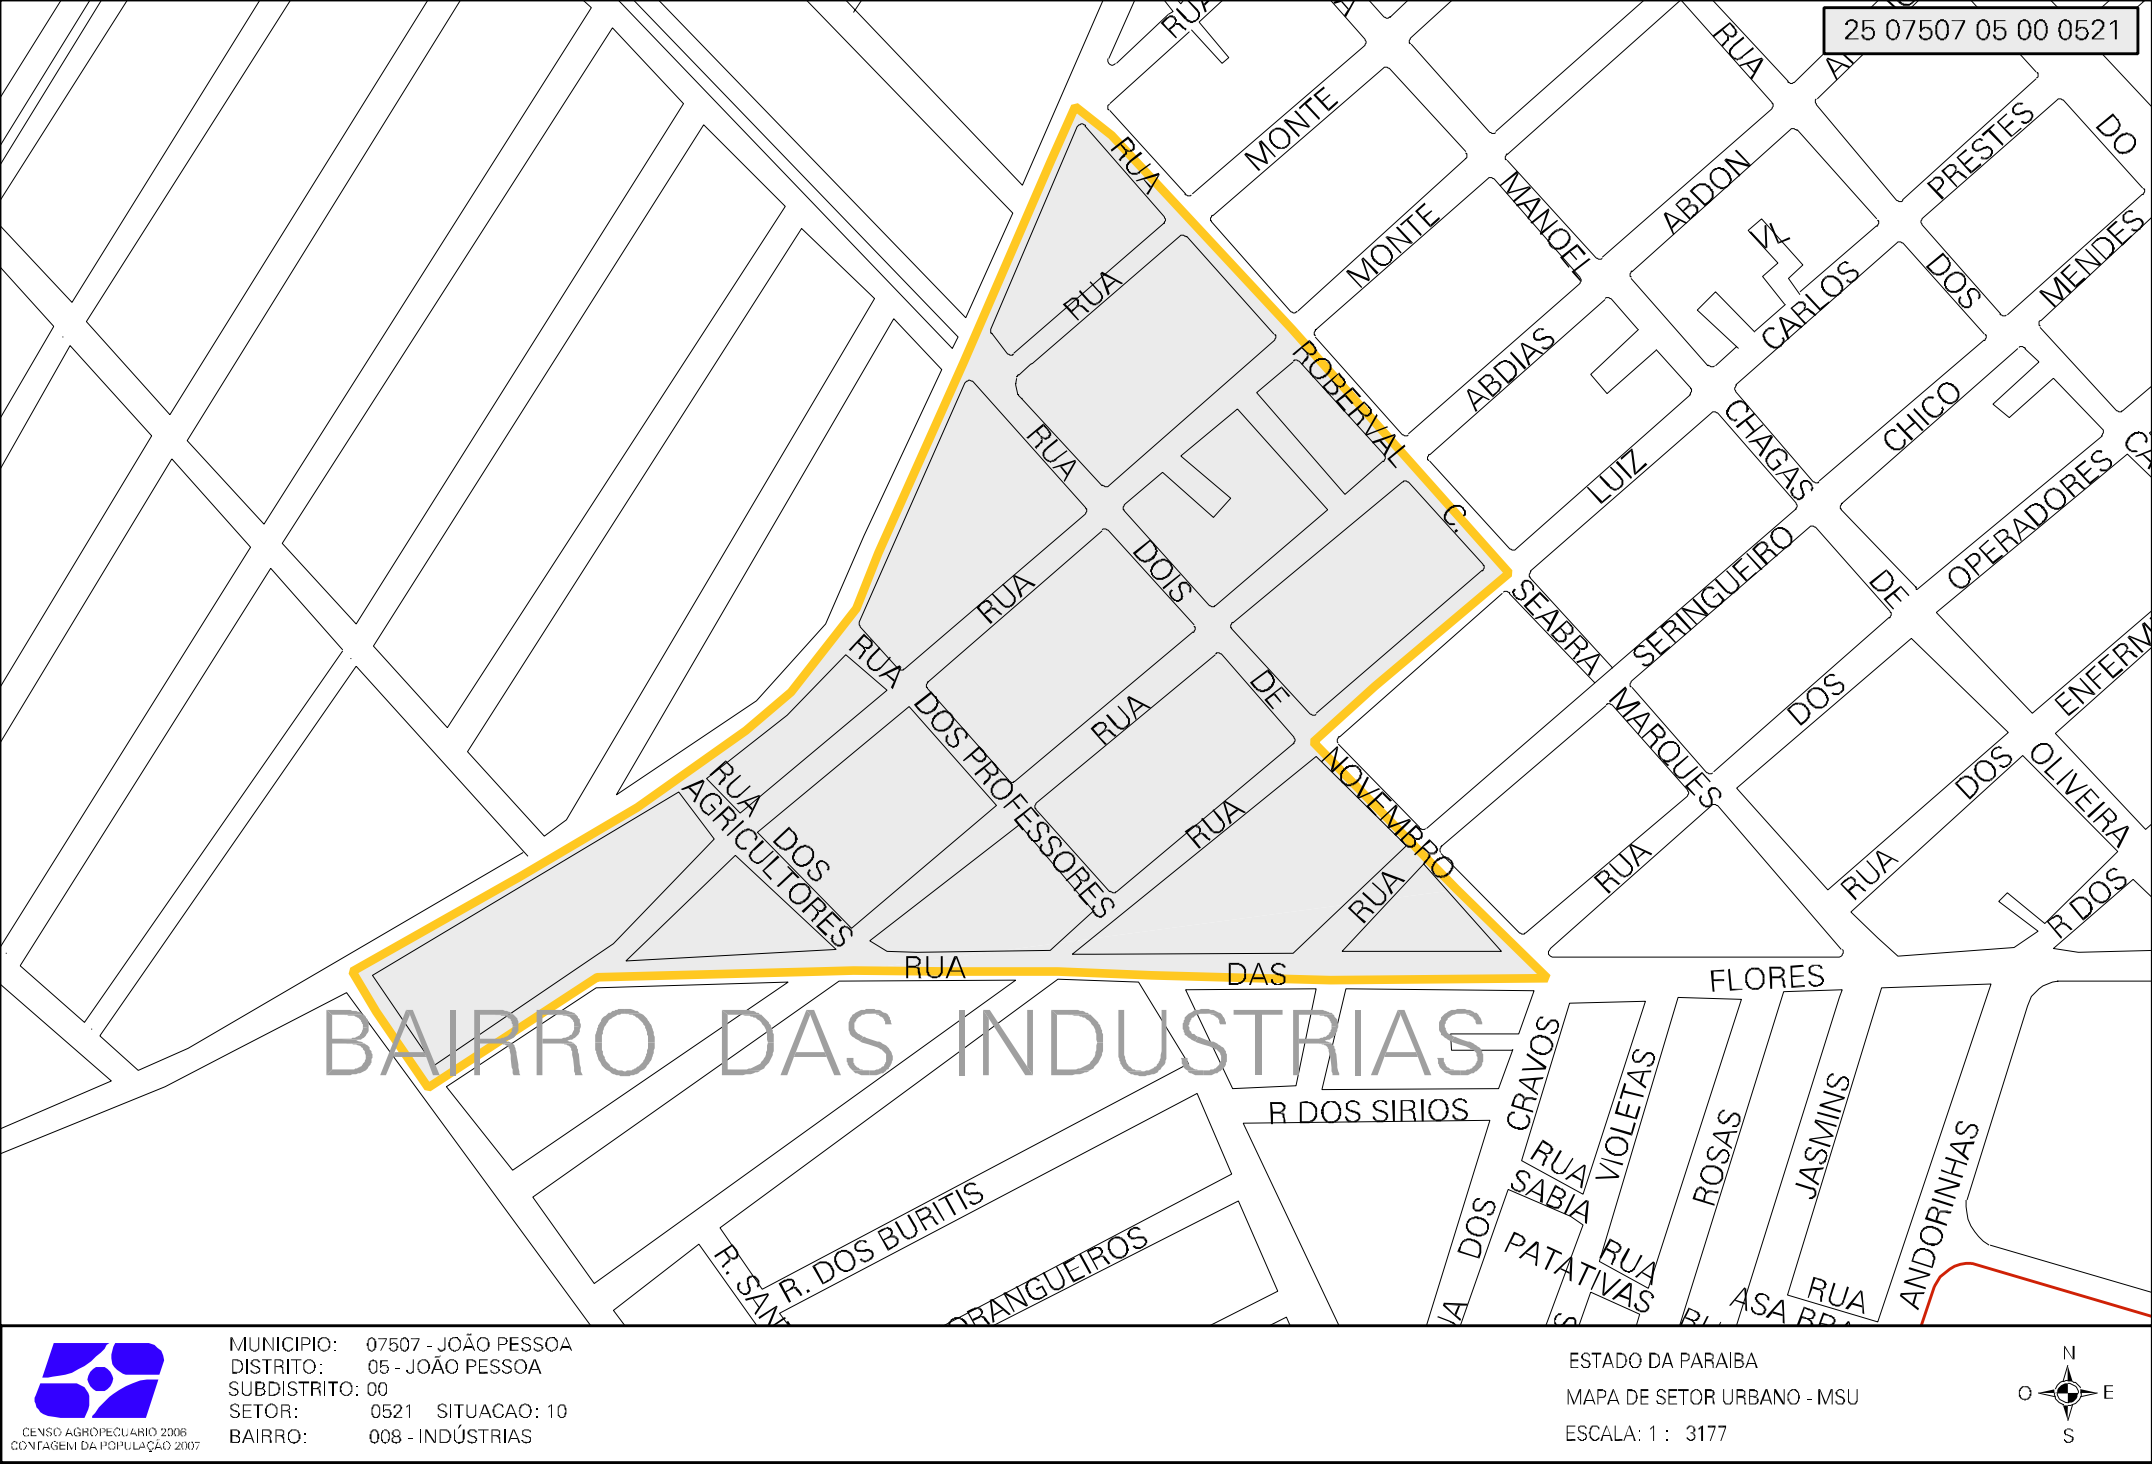 25 07507 05 00 0521
RUA
MONTE
MONTE
RUA
MANOEL
ABDON
VL
PRESTES
DO
MENDES
DOS
CARLOS
ABDIAS
RUA
RUA
ROBERVAL
C.
SEABRA
MARQUES
RUA
DOIS
DE
NOVEMBRO
LUIZ
CHAGAS
CHICO
OPERADORES
SERINGUEIRO
DE
OLIVEIRA
DOS
DOS
RUA
R DOS
RUA
RUA
RUA
RUA
RUA
RUA DOS PROFESSORES
RUA DOS
AGRICULTORES
RUA DAS FLORES
BAIRRO DAS INDUSTRIAS
R DOS SIRIOS
CRAVOS
VIOLETAS
ROSAS
JASMINS
ANDORINHAS
RUA
SABIA
DOS
PATATIVAS
RUA
RUA
ASA
R. DOS BURITIS
MUNICIPIO: 07507 - JOÃO PESSOA
DISTRITO: 05 - JOÃO PESSOA
SUBDISTRITO: 00
SETOR: 0521 SITUACAO: 10
BAIRRO: 008 - INDÚSTRIAS
CENSO AGROPECUARIO 2006
CONTAGEM DA POPULAÇÃO 2007
ESTADO DA PARAIBA
MAPA DE SETOR URBANO - MSU
ESCALA: 1 : 3177
N
O
E
S